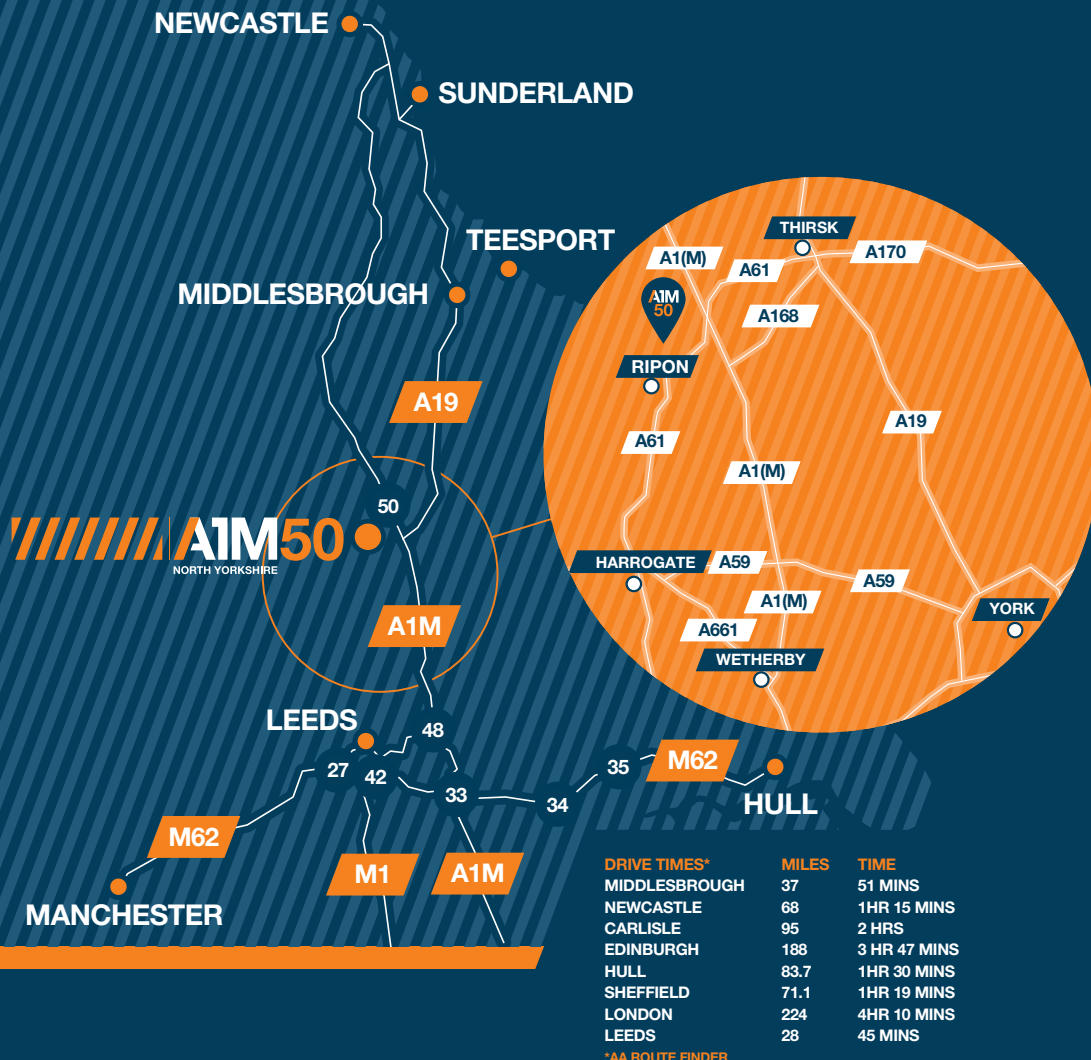 NEWCASTLE
SUNDERLAND
TEESPORT
MIDDLESBROUGH
A19
50
A1M50
NORTH YORKSHIRE
A1M
LEEDS
48
27
42
33
34
35
M62
HULL
M62
M1
A1M
MANCHESTER
THIRSK
A1(M)
A61
A170
A1M
50
A168
RIPON
A61
A19
A1(M)
HARROGATE
A59
A59
A1(M)
YORK
A661
WETHERBY
DRIVE TIMES* MILES TIME
MIDDLESBROUGH 37 51 MINS
NEWCASTLE 68 1HR 15 MINS
CARLISLE 95 2 HRS
EDINBURGH 188 3 HR 47 MINS
HULL 83.7 1HR 30 MINS
SHEFFIELD 71.1 1HR 19 MINS
LONDON 224 4HR 10 MINS
LEEDS 28 45 MINS
*AA ROUTE FINDER